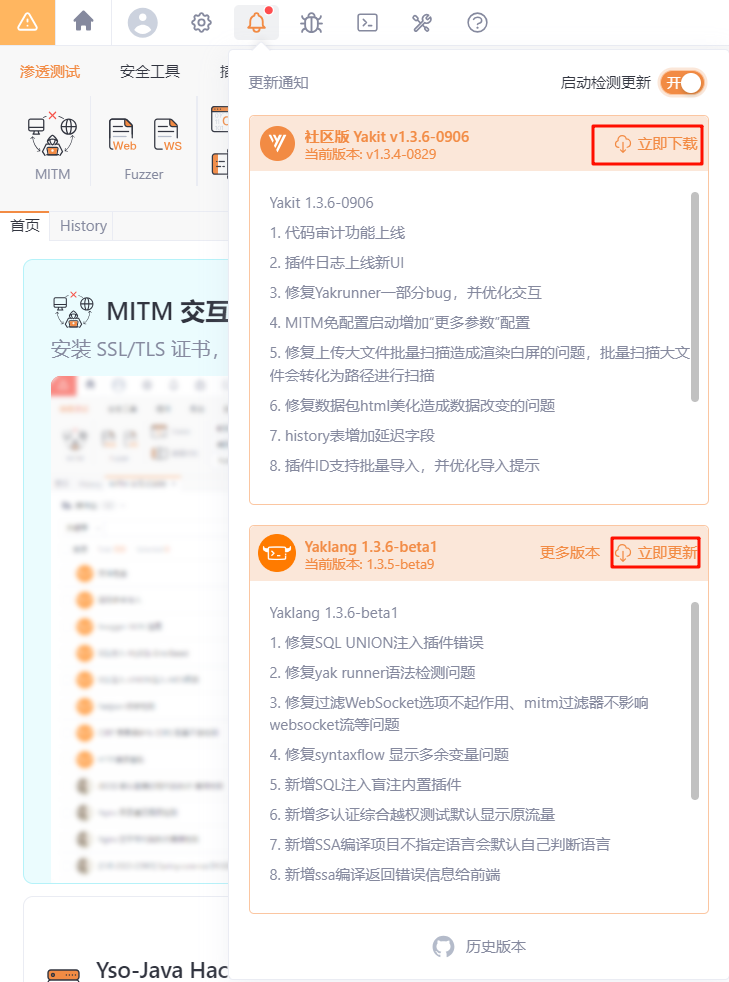 更新通知
启动检测更新 开
渗透测试
安全工具
MITM
Web
WS
Fuzzer
首页
History
MITM 交互
安装 SSL/TLS 证书，
社区版 Yakit v1.3.6-0906
当前版本: v1.3.4-0829
立即下载
Yakit 1.3.6-0906
1. 代码审计功能上线
2. 插件日志上线新UI
3. 修复Yakrunner一部分bug，并优化交互
4. MITM免配置启动增加“更多参数”配置
5. 修复上传大文件批量扫描造成渲染白屏的问题，批量扫描大文
件会转化为路径进行扫描
6. 修复数据包html美化造成数据改变的问题
7. history表增加延迟字段
8. 插件ID支持批量导入，并优化导入提示
Yaklang 1.3.6-beta1
当前版本: 1.3.5-beta9
更多版本
立即更新
Yaklang 1.3.6-beta1
1. 修复SQL UNION注入插件错误
2. 修复yak runner语法检测问题
3. 修复过滤WebSocket选项不起作用、mitm过滤器不影响
websocket流等问题
4. 修复syntaxflow 显示多余变量问题
5. 新增SQL注入盲注内置插件
6. 新增多认证综合越权测试默认显示原流量
7. 新增SSA编译项目不指定语言会默认自己判断语言
8. 新增ssa编译返回错误信息给前端
历史版本
Yso-Java Hac